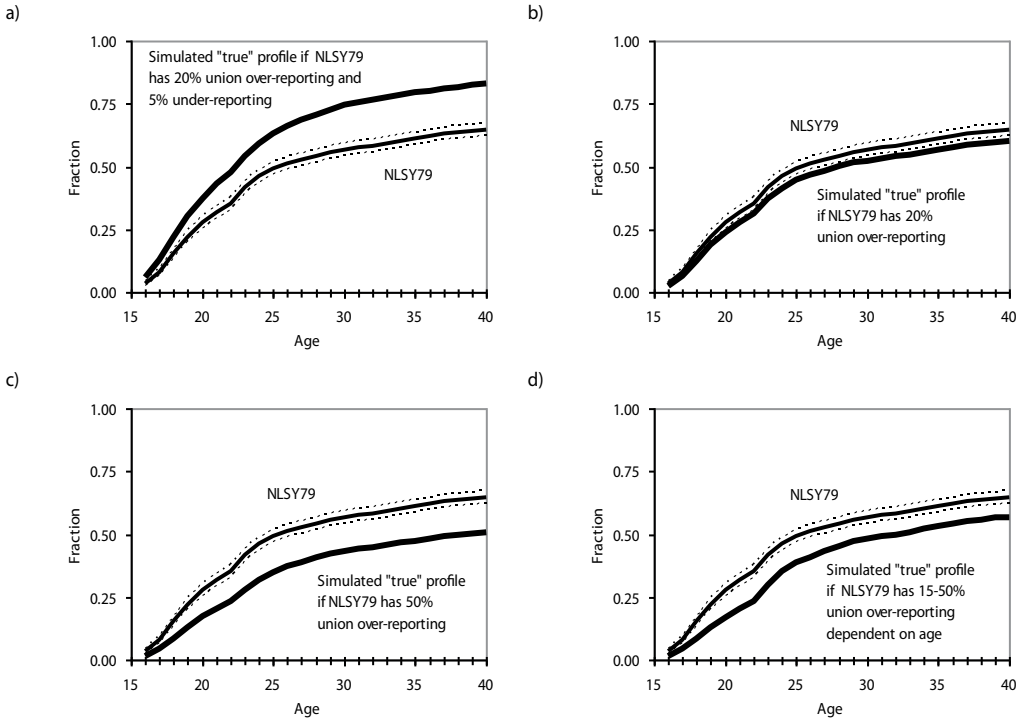 a)
1.00
0.75
0.50
0.25
0.00
Fraction
Simulated "true" profile if NLSY79
has 20% union over-reporting and
5% under-reporting
NLSY79
15 20 25 30 35 40
Age
b)
1.00
0.75
0.50
0.25
0.00
Fraction
NLSY79
Simulated "true" profile
if NLSY79 has 20%
union over-reporting
15 20 25 30 35 40
Age
c)
1.00
0.75
0.50
0.25
0.00
Fraction
NLSY79
Simulated "true" profile
if NLSY79 has 50%
union over-reporting
15 20 25 30 35 40
Age
d)
1.00
0.75
0.50
0.25
0.00
Fraction
NLSY79
Simulated "true" profile
if NLSY79 has 15-50%
union over-reporting
dependent on age
15 20 25 30 35 40
Age